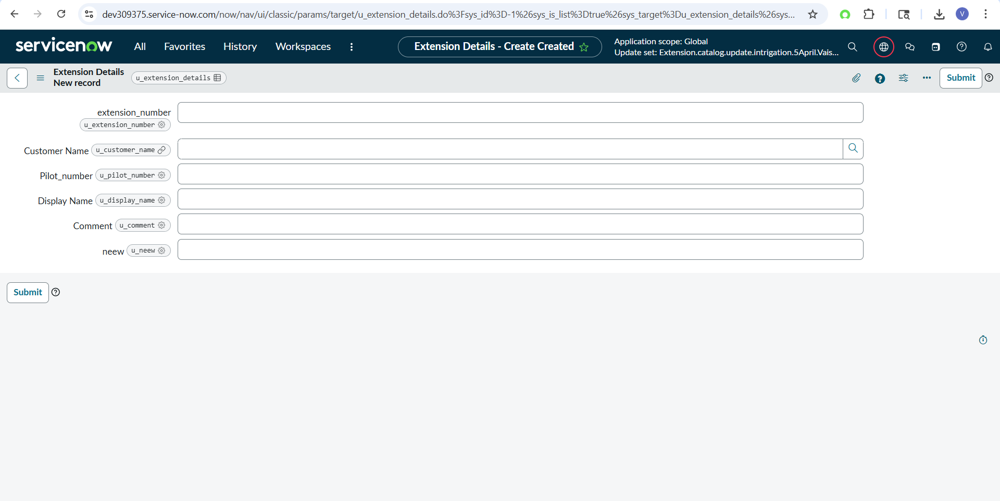 dev309375.service-now.com/now/nav/ui/classic/params/target/u_extension_details.do%3Fsys_id%3D-1%26sys_is_list%3Dtrue%26sys_target%3Du_extension_details%26sys...
V
servicenow
All
Favorites
History
Workspaces
Extension Details - Create Created
Application scope: Global
Update set: Extension.catalog.update.intrigation.5April.Vais...
Extension Details
New record
u_extension_details
Submit
extension_number
u_extension_number
Customer Name u_customer_name
Pilot_number u_pilot_number
Display Name u_display_name
Comment u_comment
neew u_neew
Submit